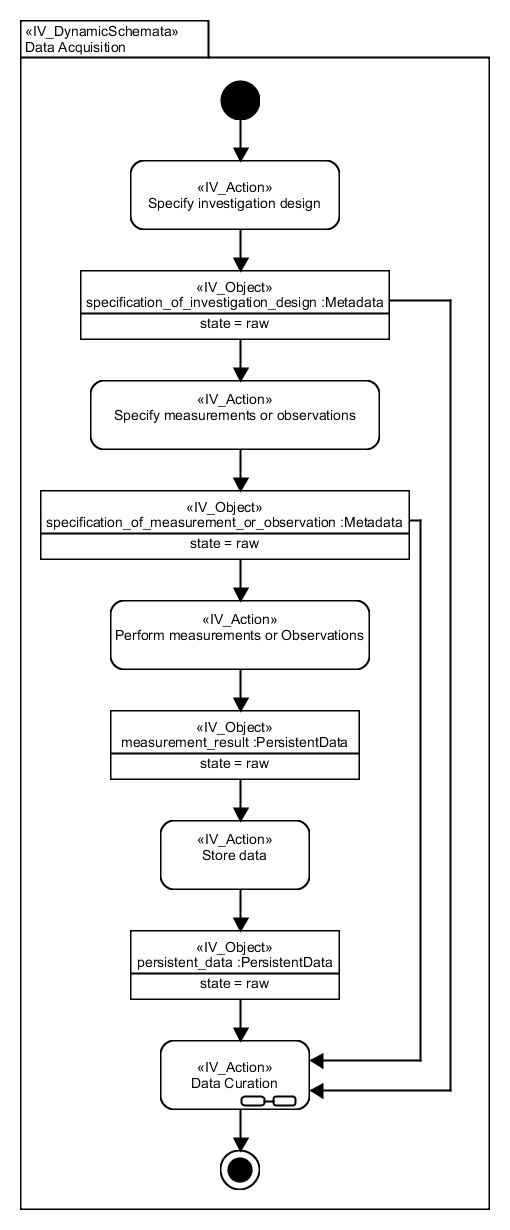 «IV_DynamicSchemata»
Data Acquisition
«IV_Action»
Specify investigation design
«IV_Object»
specification_of_investigation_design :Metadata
state = raw
«IV_Action»
Specify measurements or observations
«IV_Object»
specification_of_measurement_or_observation :Metadata
state = raw
«IV_Action»
Perform measurements or Observations
«IV_Object»
measurement_result :PersistentData
state = raw
«IV_Action»
Store data
«IV_Object»
persistent_data :PersistentData
state = raw
«IV_Action»
Data Curation